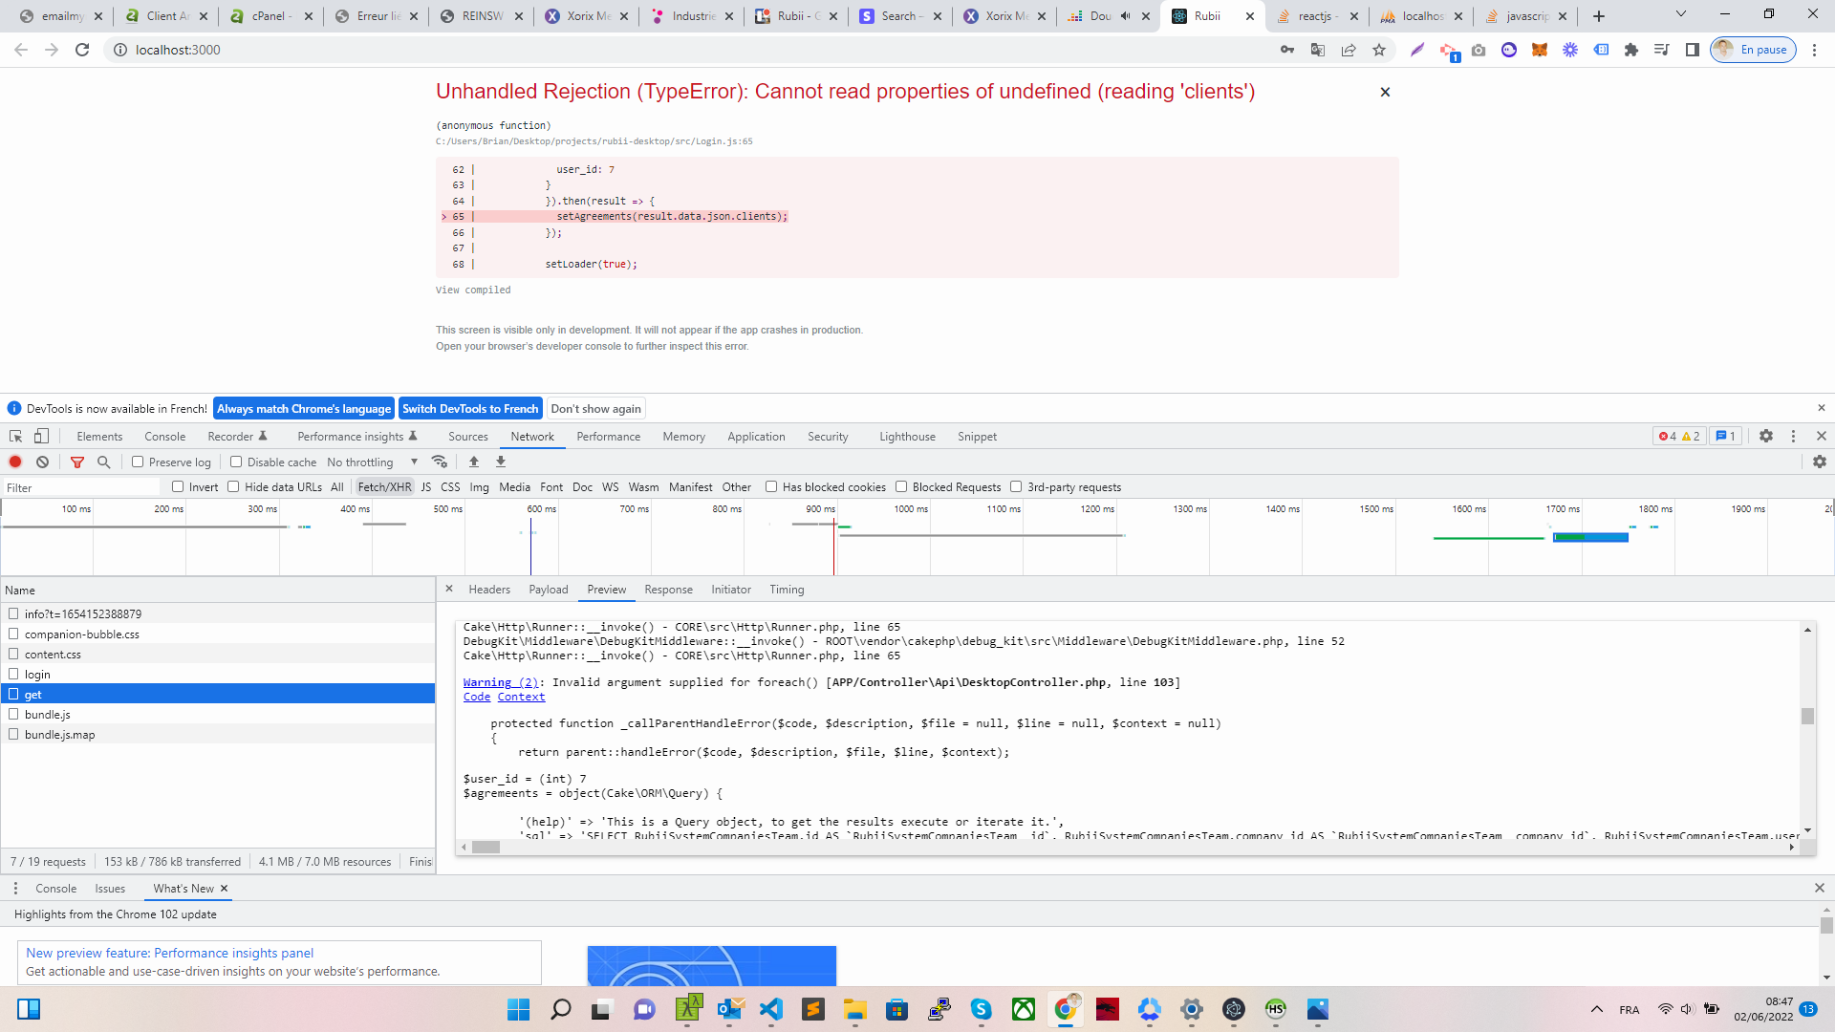 emailmy
Client A
cPanel -
Erreur lié
REINSW
Xorix Me
Industrie
Rubii - G
Search -
Xorix Me
Dou
Rubii
reactjs -
localhos
javascrip
localhost:3000
En pause
Unhandled Rejection (TypeError): Cannot read properties of undefined (reading 'clients')
(anonymous function)
C:/Users/Brian/Desktop/projects/rubii-desktop/src/Login.js:65
62 | user_id: 7
63 | }
64 | }).then(result => {
> 65 | setAgreements(result.data.json.clients);
66 | });
67 |
68 | setLoader(true);
View compiled
This screen is visible only in development. It will not appear if the app crashes in production.
Open your browser's developer console to further inspect this error.
DevTools is now available in French! Always match Chrome's language Switch DevTools to French Don't show again
Elements Console Recorder Performance insights Sources Network Performance Memory Application Security Lighthouse Snippet 4 2 1
Preserve log Disable cache No throttling
Filter Invert Hide data URLs All Fetch/XHR JS CSS Img Media Font Doc WS Wasm Manifest Other Has blocked cookies Blocked Requests 3rd-party requests
100 ms 200 ms 300 ms 400 ms 500 ms 600 ms 700 ms 800 ms 900 ms 1000 ms 1100 ms 1200 ms 1300 ms 1400 ms 1500 ms 1600 ms 1700 ms 1800 ms 1900 ms
Name
info?t=1654152388879
companion-bubble.css
content.css
login
get
bundle.js
bundle.js.map
Headers Payload Preview Response Initiator Timing
Cake\Http\Runner::__invoke() - CORE\src\Http\Runner.php, line 65
DebugKit\Middleware\DebugKitMiddleware::__invoke() - ROOT\vendor\cakephp\debug_kit\src\Middleware\DebugKitMiddleware.php, line 52
Cake\Http\Runner::__invoke() - CORE\src\Http\Runner.php, line 65
Warning (2): Invalid argument supplied for foreach() [APP/Controller\Api\DesktopController.php, line 103]
Code Context
protected function _callParentHandleError($code, $description, $file = null, $line = null, $context = null)
{
return parent::handleError($code, $description, $file, $line, $context);
$user_id = (int) 7
$agreements = object(Cake\ORM\Query) {
'(help)' => 'This is a Query object, to get the results execute or iterate it.',
'sql' => 'SELECT RubiiSystemCompaniesTeam.id AS `RubiiSystemCompaniesTeam__id`, RubiiSystemCompaniesTeam.company_id AS `RubiiSystemCompaniesTeam__company_id`, RubiiSystemCompaniesTeam.user
7 / 19 requests 153 kB / 786 kB transferred 4.1 MB / 7.0 MB resources Finis
Console Issues What's New
Highlights from the Chrome 102 update
New preview feature: Performance insights panel
Get actionable and use-case-driven insights on your website's performance.
FRA
08:47
02/06/2022
13